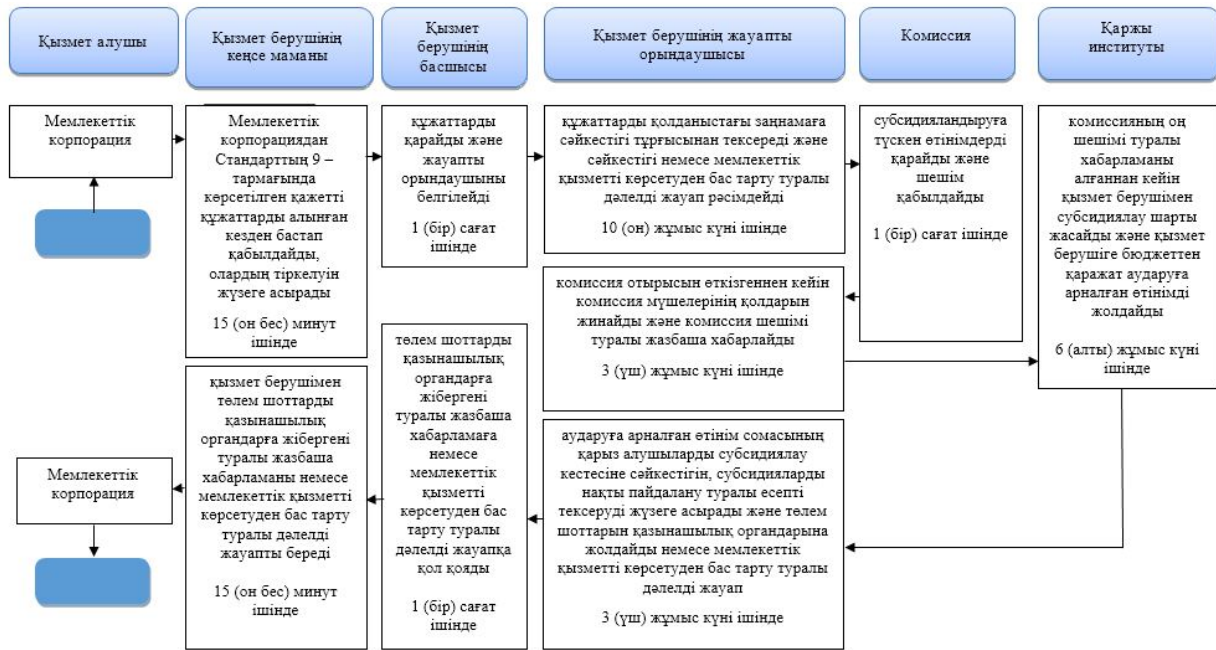 Қызмет алушы
Қызмет берушінің
кеңсе маманы
Қызмет
берушінің
басшысы
Қызмет берушінің жауапты
орындаушысы
Комиссия
Қаржы
институты
Мемлекеттік
корпорация
Мемлекеттік
корпорациядан
Стандарттың 9 –
тармағында
көрсетілген қажетті
құжаттарды алынған
кезден бастап
қабылдайды,
олардың тіркелуін
жүзеге асырады
15 (он бес) минут
ішінде
құжаттарды
қарайды және
жауапты
орындаушыны
белгілейді
1 (бір) сағат
ішінде
құжаттарды қолданыстағы заңнамаға
сәйкестігі тұрғысынан тексереді және
сәйкестігі немесе мемлекеттік
қызметті көрсетуден бас тарту туралы
дәлелді жауап рәсімдейді
10 (он) жұмыс күні ішінде
субсидияландыруға
түскен өтінімдерді
қарайды және
шешім
қабылдайды
1 (бір) сағат ішінде
комиссияның оң
шешімі туралы
хабарламаны
алғаннан кейін
қызмет берушімен
субсидиялау шарты
жасайды және қызмет
берушіге бюджеттен
қаражат аударуға
арналған өтінімді
жолдайды
6 (алты) жұмыс күні
ішінде
комиссия отырысын өткізгеннен кейін
комиссия мүшелерінің қолдарын
жинайды және комиссия шешімі
туралы жазбаша хабарлайды
3 (үш) жұмыс күні ішінде
аударуға арналған өтінім сомасының
қарыз алушыларды субсидиялау
кестесіне сәйкестігін, субсидияларды
нақты пайдалану туралы есепті
тексеруді жүзеге асырады және төлем
шоттарын қазынашылық органдарына
жолдайды немесе мемлекеттік
қызметті көрсетуден бас тарту туралы
дәлелді жауап
3 (үш) жұмыс күні ішінде
төлем шоттарды
қазынашылық
органдарға
жібергені
туралы жазбаша
хабарламаға
немесе
мемлекеттік
қызметті
көрсетуден бас
тарту туралы
дәлелді жауапқа
қол қояды
1 (бір) сағат
ішінде
қызмет берушімен
төлем шоттарды
қазынашылық
органдарға жібергені
туралы жазбаша
хабарламаны немесе
мемлекеттік қызметті
көрсетуден бас тарту
туралы дәлелді
жауапты береді
15 (он бес) минут
ішінде
Мемлекеттік
корпорация